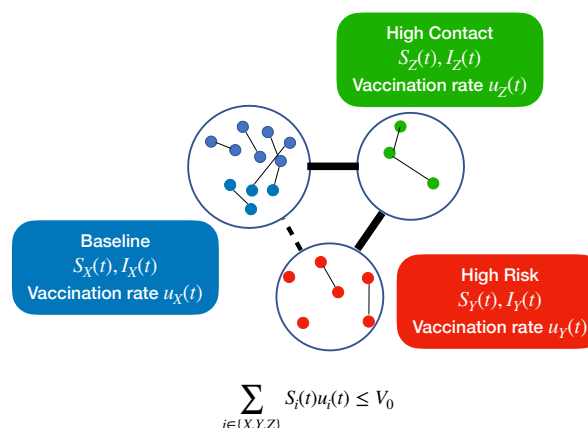 High Contact
S_Z(t), I_Z(t)
Vaccination rate u_Z(t)
Baseline
S_X(t), I_X(t)
Vaccination rate u_X(t)
High Risk
S_Y(t), I_Y(t)
Vaccination rate u_Y(t)
∑_{i∈{X,Y,Z}} S_i(t)u_i(t) ≤ V_0